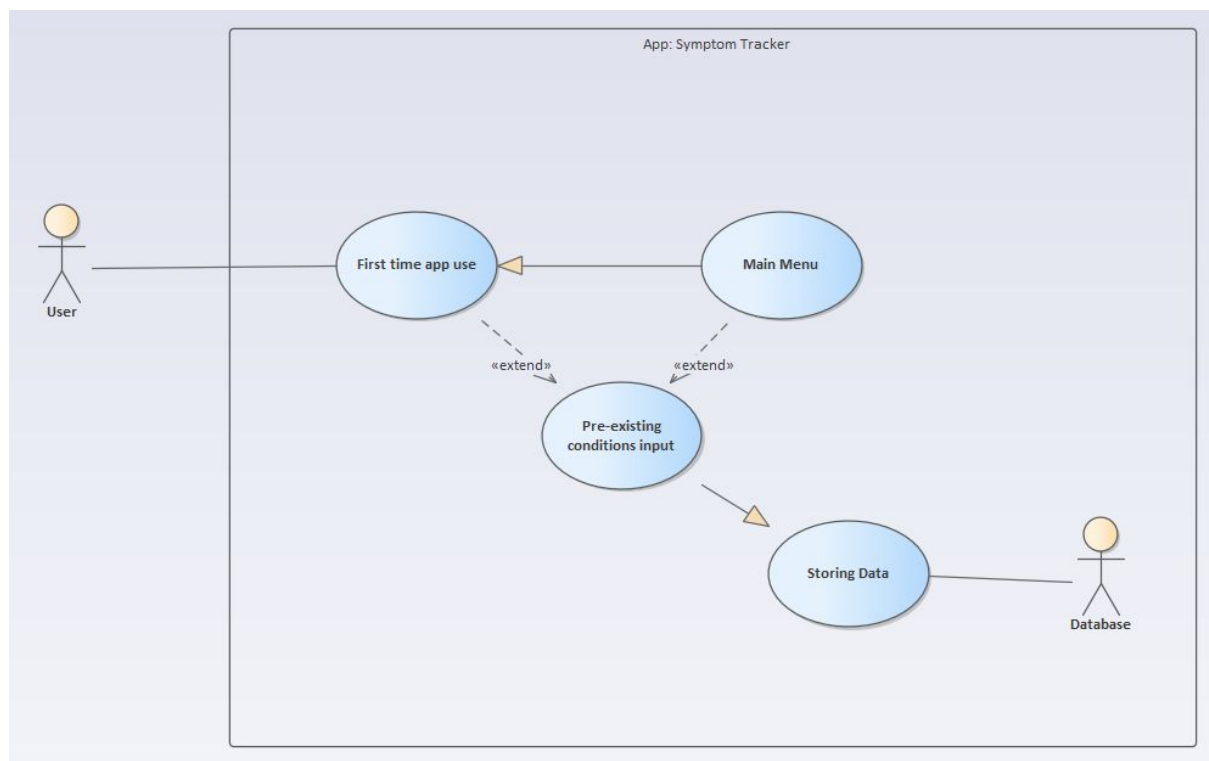 App: Symptom Tracker
First time app use
Main Menu
User
«extend»
«extend»
Pre-existing
conditions input
Storing Data
Database